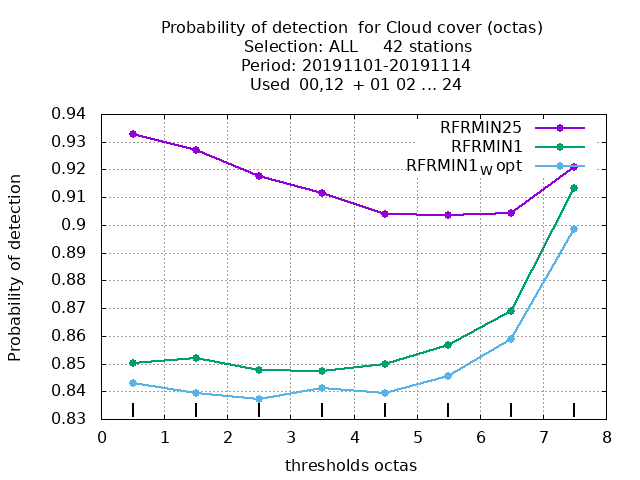 Probability of detection  for Cloud cover (octas)
Selection: ALL     42 stations
Period: 20191101-20191114
Used  00,12  + 01 02 ... 24
RFRMIN25
RFRMIN1
RFRMIN1W opt
Probability of detection
0.94
0.93
0.92
0.91
0.9
0.89
0.88
0.87
0.86
0.85
0.84
0.83
0 1 2 3 4 5 6 7 8
thresholds octas